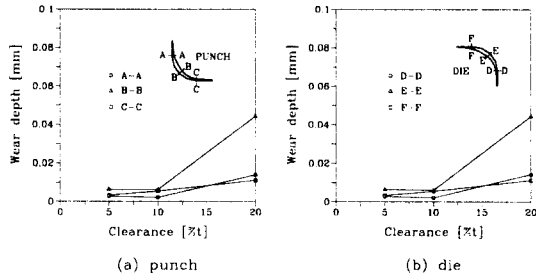 0.1
0.08
0.06
0.04
0.02
0
Wear depth [mm]
A A PUNCH
B B
C
C
A-A
B-B
C-C
0 5 10 15 20
Clearance [%t]
(a) punch
0.1
0.08
0.06
0.04
0.02
0
Wear depth [mm]
F
F E
E
DIE D D
D-D
E-E
F-F
0 5 10 15 20
Clearance [%t]
(b) die